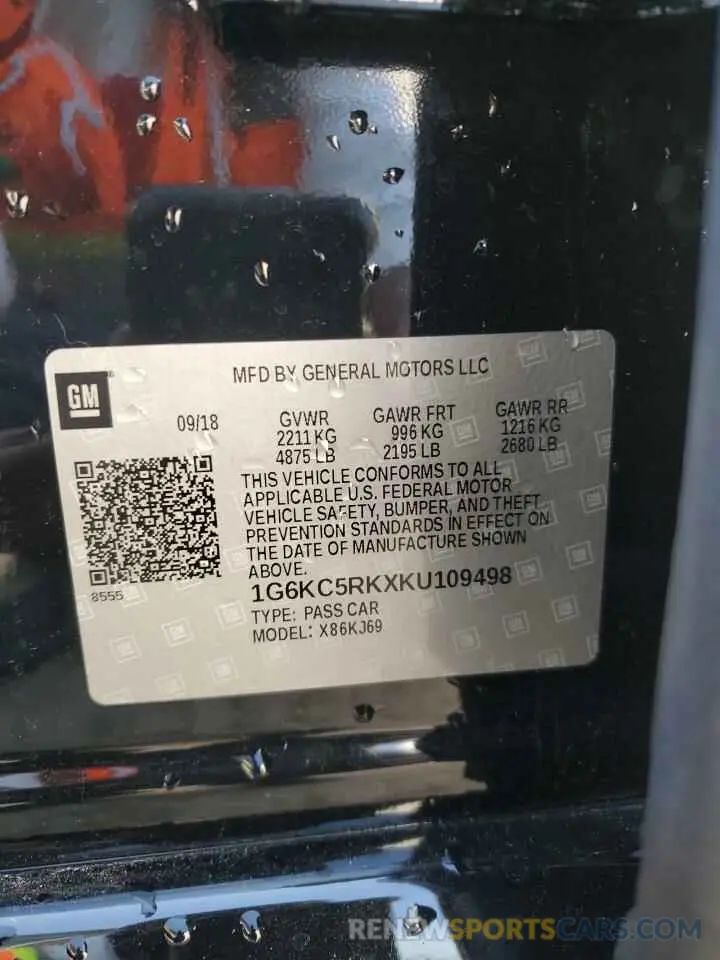 MFD BY GENERAL MOTORS LLC
GM
09/18
GVWR
2211 KG
4875 LB
GAWR FRT
996 KG
2195 LB
GAWR RR
1216 KG
2680 LB
THIS VEHICLE CONFORMS TO ALL
APPLICABLE U.S. FEDERAL MOTOR
VEHICLE SAFETY, BUMPER, AND THEFT
PREVENTION STANDARDS IN EFFECT ON
THE DATE OF MANUFACTURE SHOWN
ABOVE.
8555
1G6KC5RKXKU109498
TYPE: PASS CAR
MODEL: X86KJ69
RENEWSPORTSCARS.COM